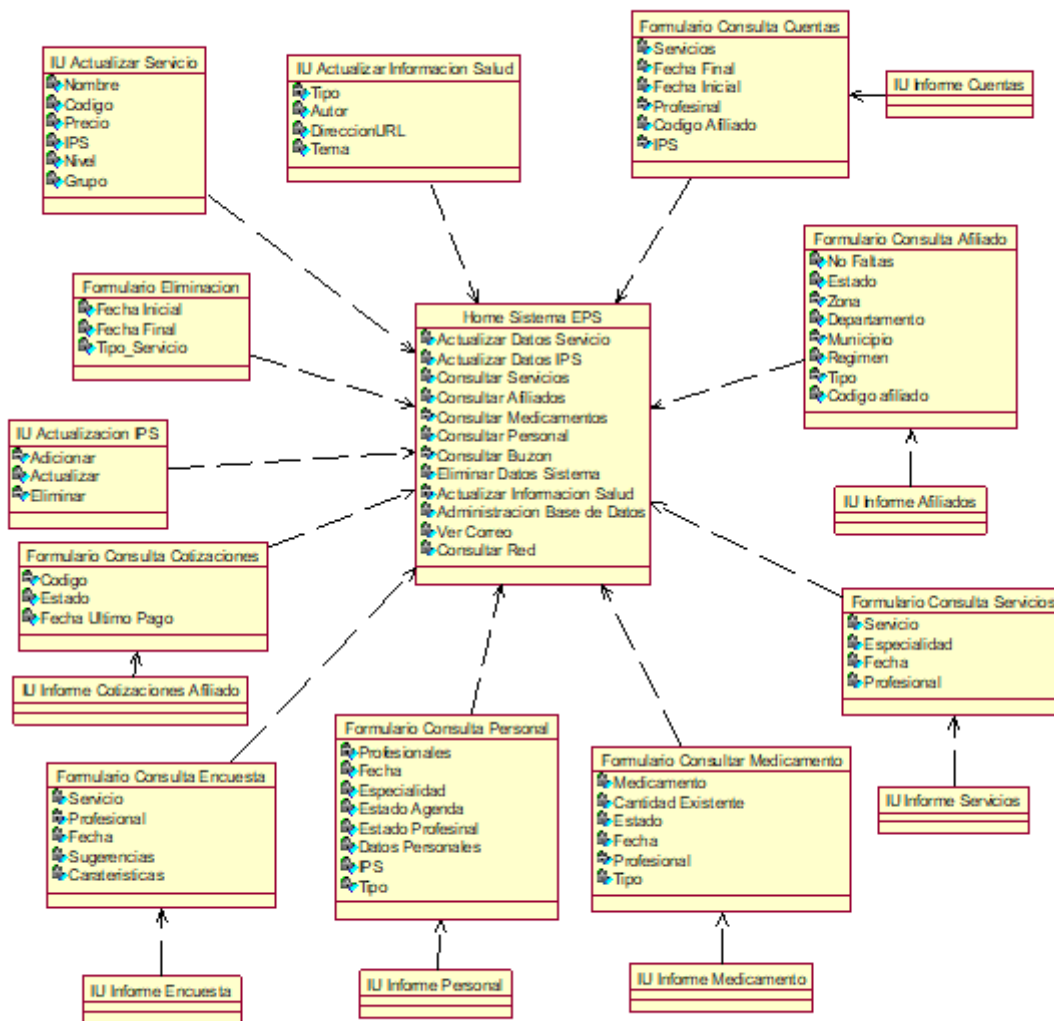 IU Actualizar Servicio
Nombre
Codigo
Precio
IPS
Nivel
Grupo
IU Actualizar Informacion Salud
Tipo
Autor
DireccionURL
Tema
Formulario Consulta Cuentas
Servicios
Fecha Final
Fecha Inicial
Profesinal
Codigo Afiliado
IPS
IU Informe Cuentas
Formulario Eliminacion
Fecha Inicial
Fecha Final
Tipo_Servicio
Home Sistema EPS
Actualizar Datos Servicio
Actualizar Datos IPS
Consultar Servicios
Consultar Afiliados
Consultar Medicamentos
Consultar Personal
Consultar Buzon
Eliminar Datos Sistema
Actualizar Informacion Salud
Administracion Base de Datos
Ver Correo
Consultar Red
Formulario Consulta Afiliado
No Faltas
Estado
Zona
Departamento
Municipio
Regimen
Tipo
Codigo afiliado
IU Informe Afiliados
IU Actualizacion IPS
Adicionar
Actualizar
Eliminar
Formulario Consulta Cotizaciones
Codigo
Estado
Fecha Ultimo Pago
IU Informe Cotizaciones Afiliado
Formulario Consulta Servicios
Servicio
Especialidad
Fecha
Profesional
IU Informe Servicios
Formulario Consulta Encuesta
Servicio
Profesional
Fecha
Sugerencias
Carateristicas
IU Informe Encuesta
Formulario Consulta Personal
Profesionales
Fecha
Especialidad
Estado Agenda
Estado Profesinal
Datos Personales
IPS
Tipo
IU Informe Personal
Formulario Consultar Medicamento
Medicamento
Cantidad Existente
Estado
Fecha
Profesional
Tipo
IU Informe Medicamento